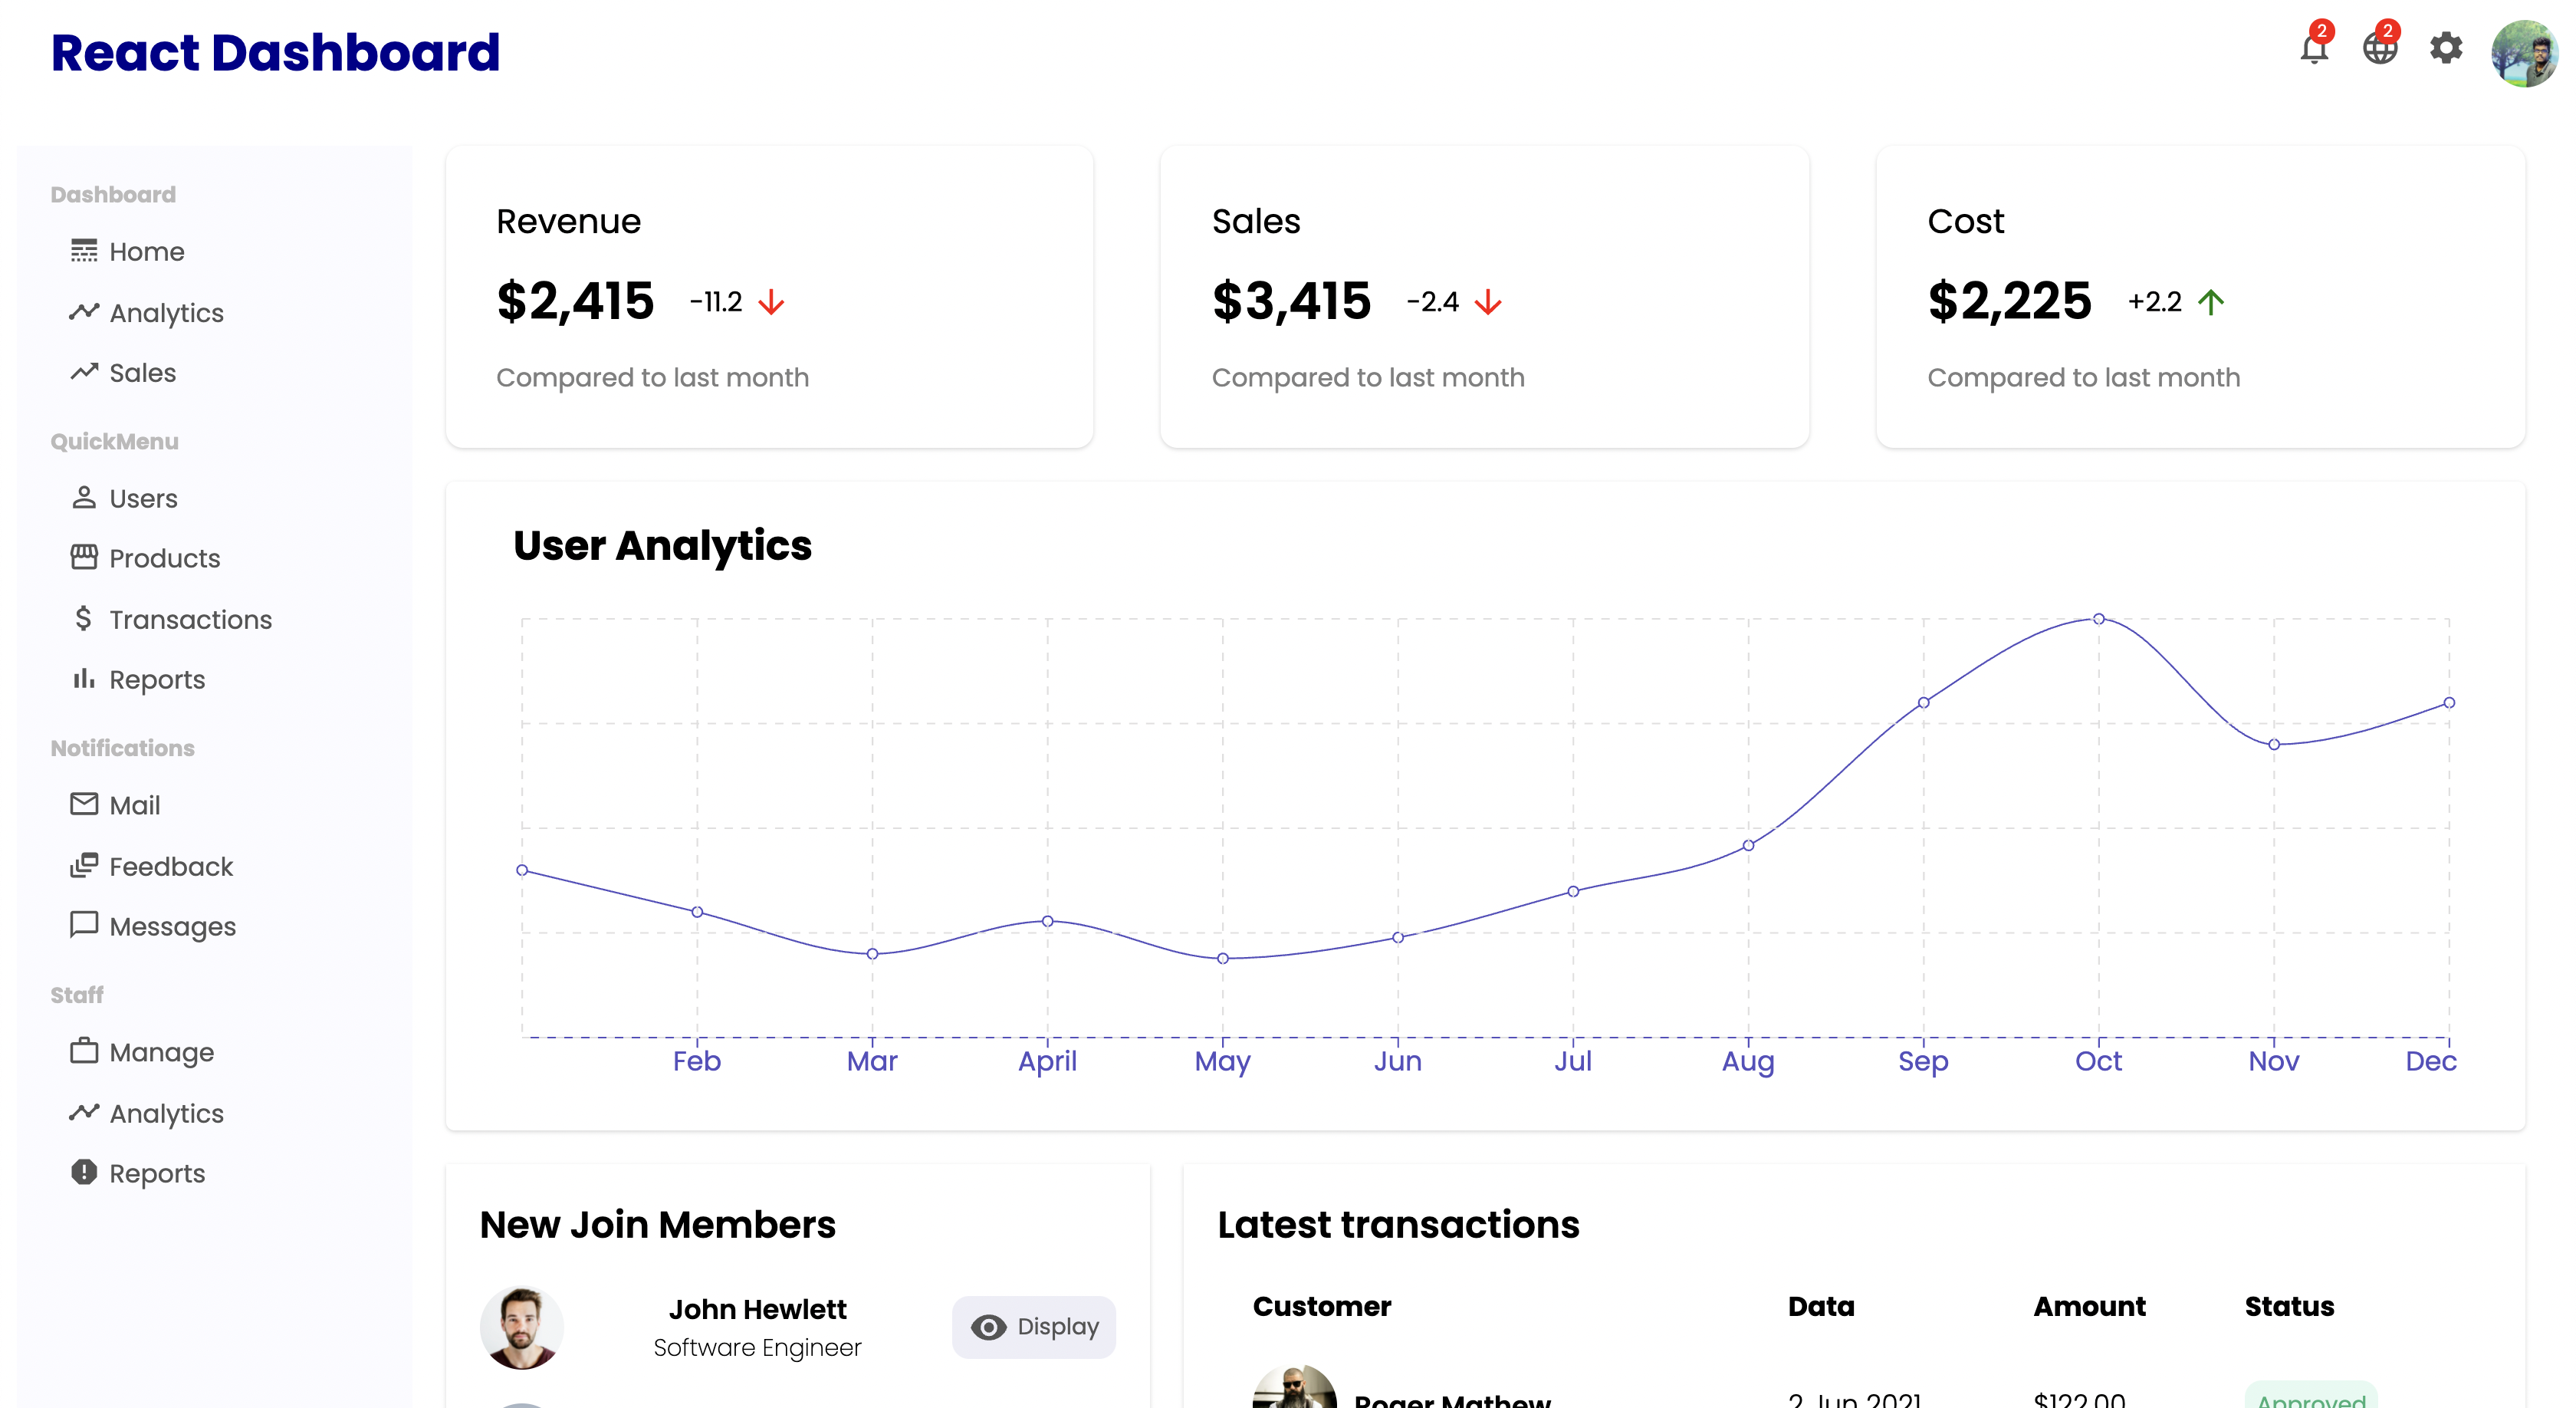 React Dashboard
2
2
Dashboard
Home
Analytics
Sales
QuickMenu
Users
Products
Transactions
Reports
Notifications
Mail
Feedback
Messages
Staff
Manage
Analytics
Reports
Revenue
$2,415 -11.2
Compared to last month
Sales
$3,415 -2.4
Compared to last month
Cost
$2,225 +2.2
Compared to last month
User Analytics
Feb Mar April May Jun Jul Aug Sep Oct Nov Dec
New Join Members
John Hewlett
Software Engineer
Display
Latest transactions
Customer Data Amount Status
Roger Mathew 2 Jun 2021 $122.00 Approved